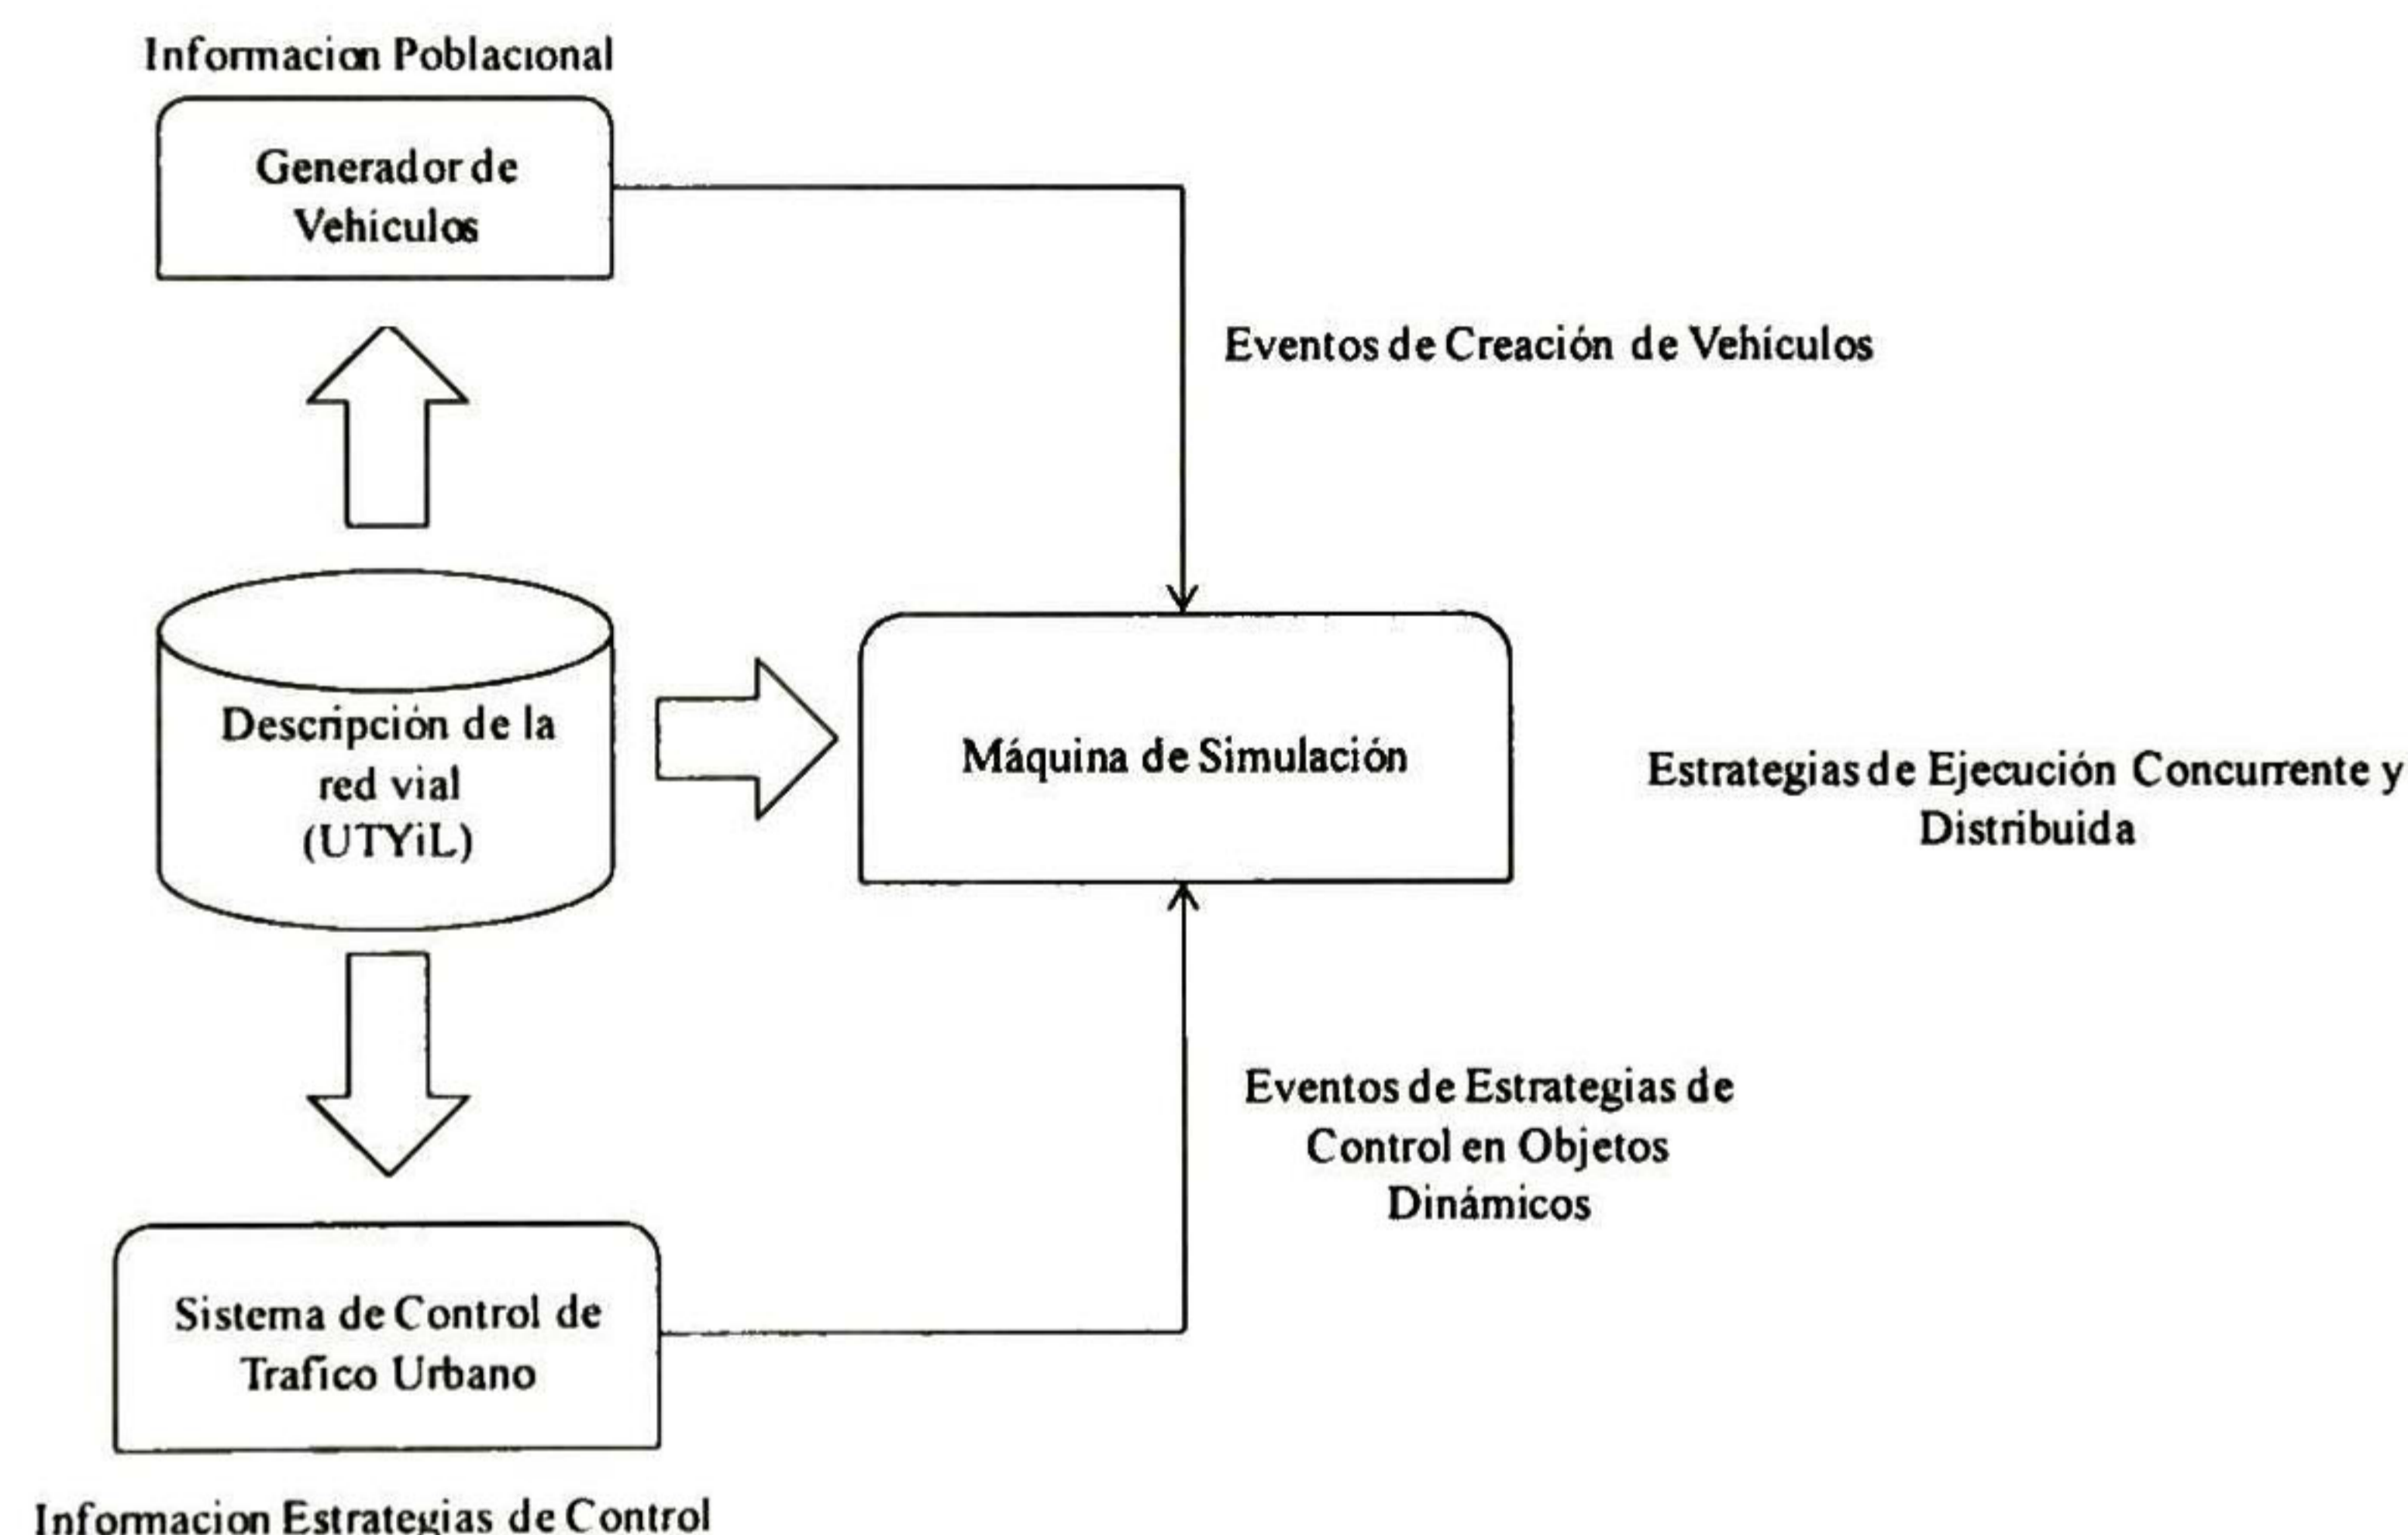 Informacion Poblacional
Generador de
Vehiculos
Eventos de Creación de Vehículos
Descripción de la
red vial
(UTYiL)
Máquina de Simulación
Estrategias de Ejecución Concurrente y
Distribuida
Eventos de Estrategias de
Control en Objetos
Dinámicos
Sistema de Control de
Trafico Urbano
Informacion Estrategias de Control